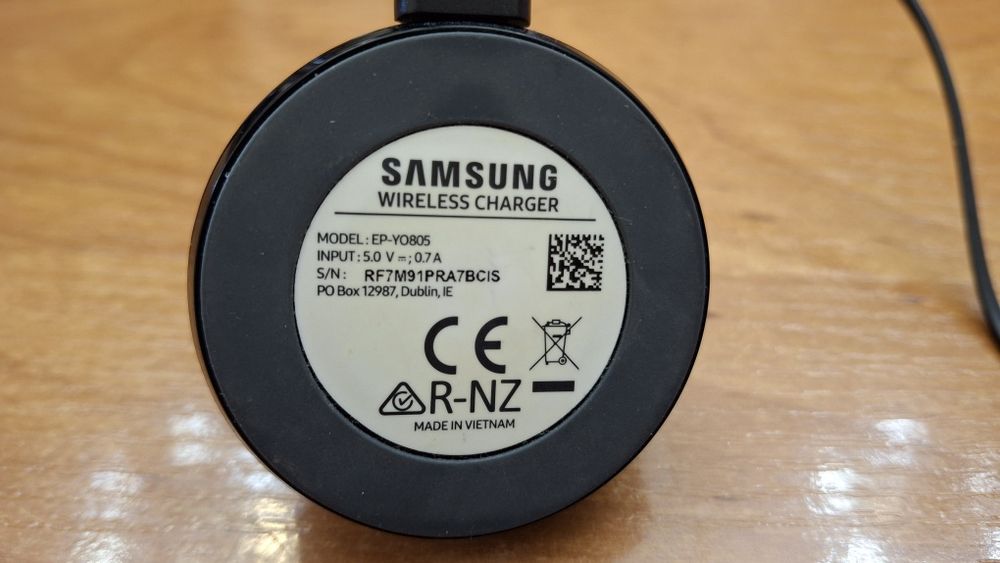 SAMSUNG
WIRELESS CHARGER
MODEL : EP-YO805
INPUT : 5.0 V ⎓ ; 0.7 A
S/N : RF7M91PRA7BCIS
PO Box 12987, Dublin, IE
CE
R-NZ
MADE IN VIETNAM